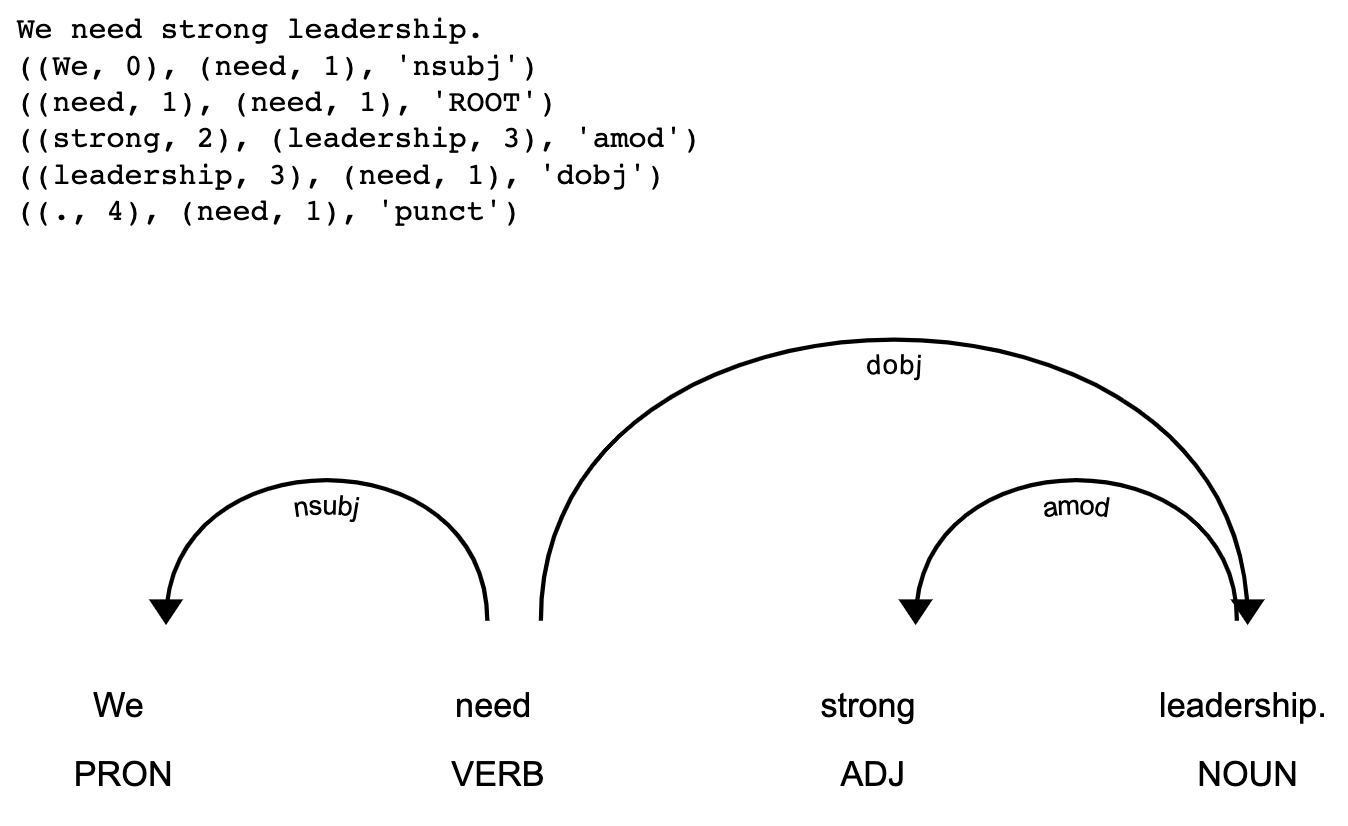 We need strong leadership.
((We, 0), (need, 1), 'nsubj')
((need, 1), (need, 1), 'ROOT')
((strong, 2), (leadership, 3), 'amod')
((leadership, 3), (need, 1), 'dobj')
((., 4), (need, 1), 'punct')
dobj
nsubj amod
We need strong leadership.
PRON VERB ADJ NOUN